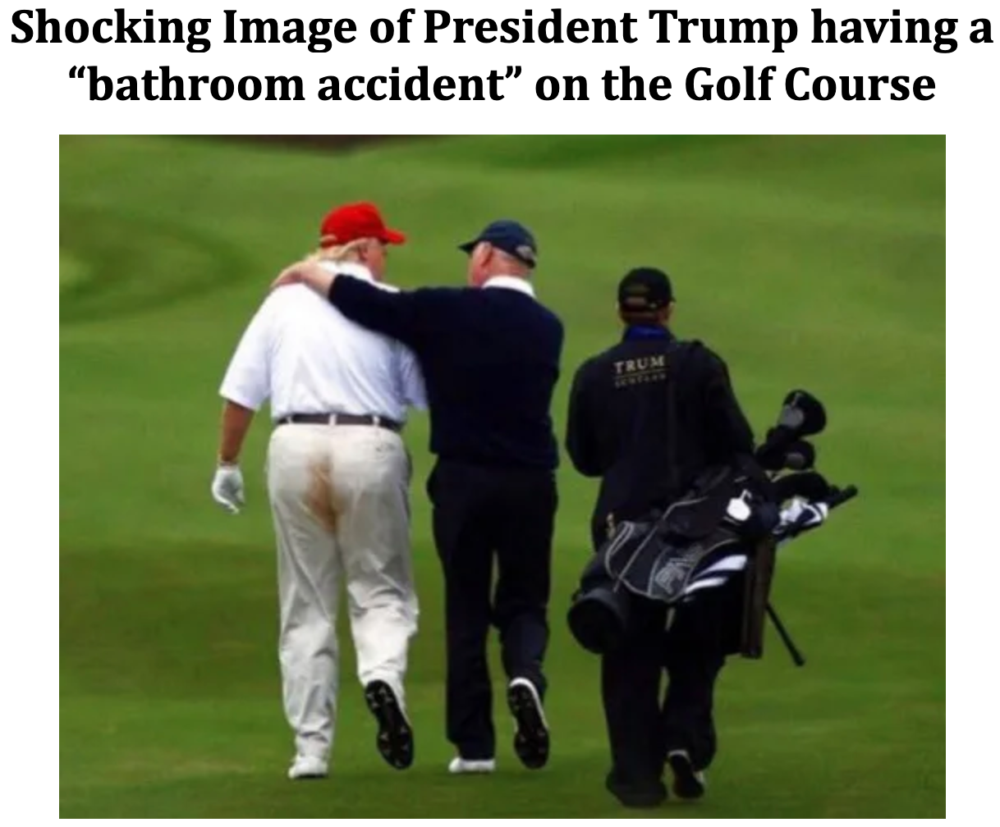 Shocking Image of President Trump having a
“bathroom accident” on the Golf Course
TRUM